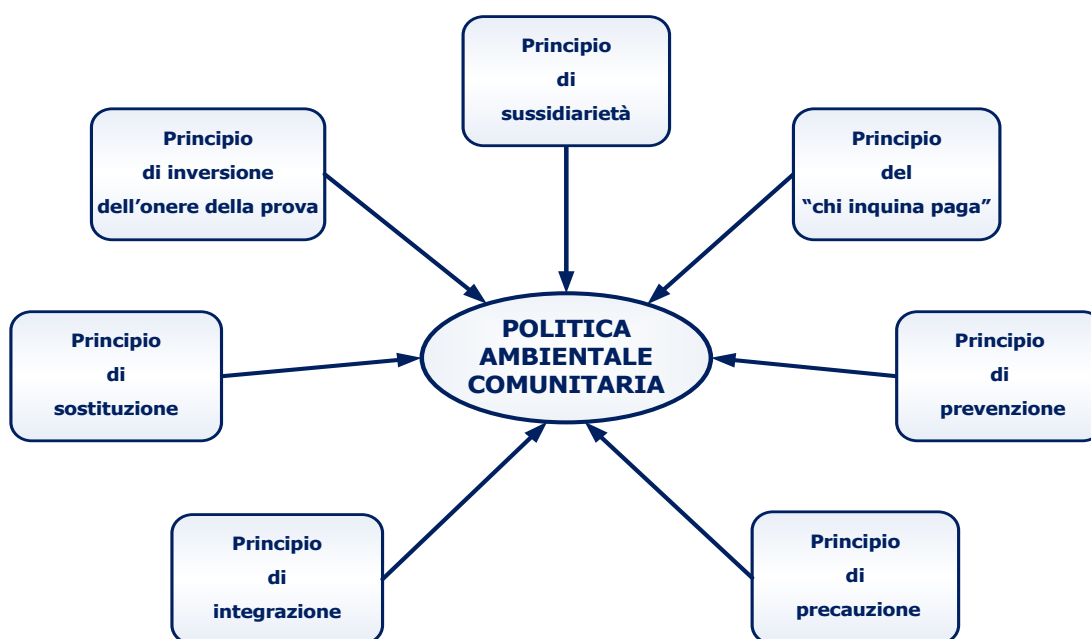 Principio
di
sussidiarietà
Principio
di inversione
dell’onere della prova
Principio
del
“chi inquina paga”
POLITICA
AMBIENTALE
COMUNITARIA
Principio
di
sostituzione
Principio
di
prevenzione
Principio
di
integrazione
Principio
di
precauzione